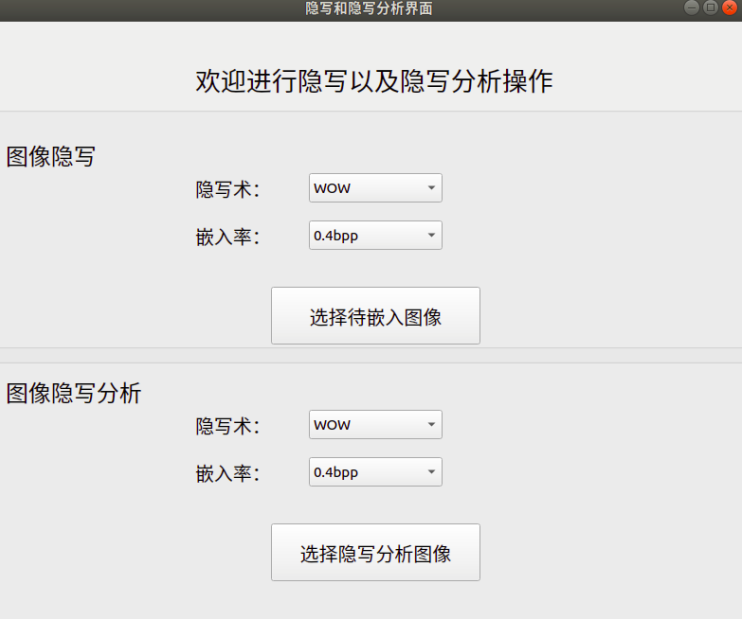 隐写和隐写分析界面
欢迎进行隐写以及隐写分析操作
图像隐写
隐写术： WOW
嵌入率： 0.4bpp
选择待嵌入图像
图像隐写分析
隐写术： WOW
嵌入率： 0.4bpp
选择隐写分析图像